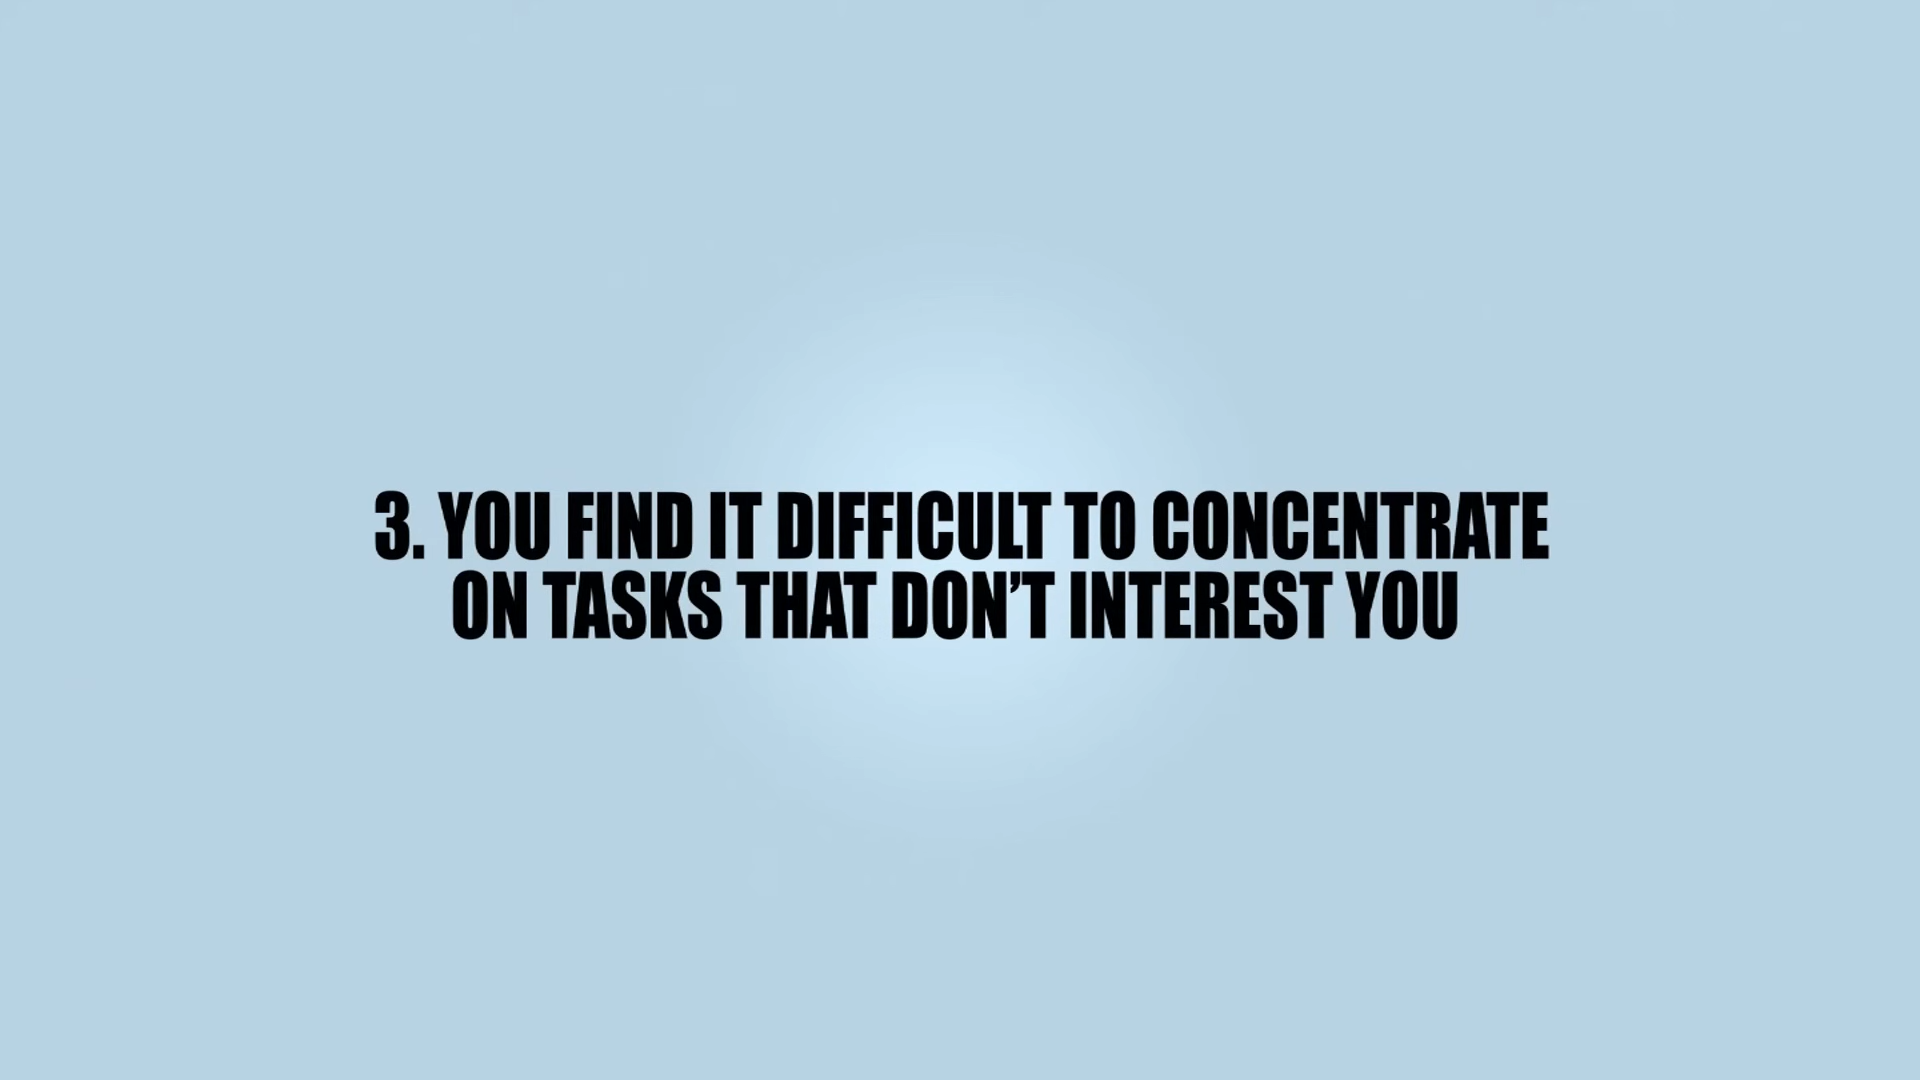 3. YOU FIND IT DIFFICULT TO CONCENTRATE
ON TASKS THAT DON’T INTEREST YOU